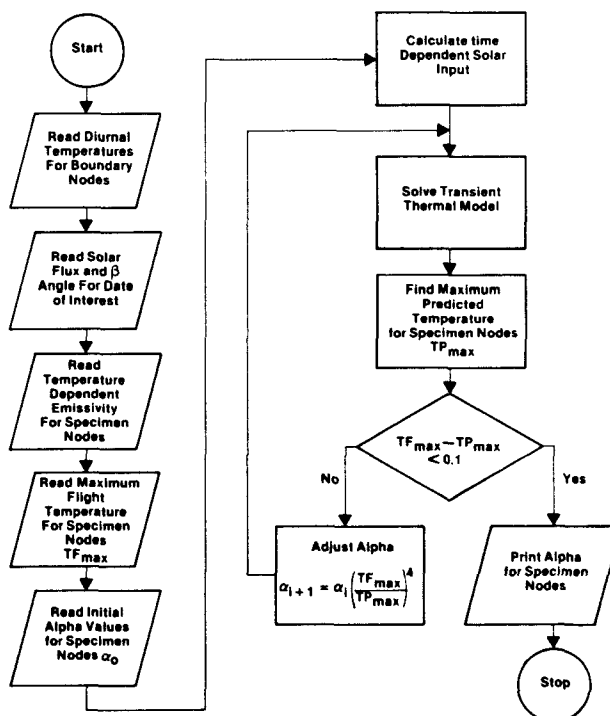 Start
Read Diurnal
Temperatures
For Boundary
Nodes
Read Solar
Flux and β
Angle For Date
of Interest
Read
Temperature
Dependent
Emissivity
For Specimen
Nodes
Read Maximum
Flight
Temperature
For Specimen
Nodes
TFmax
Read Initial
Alpha Values
for Specimen
Nodes αo
Calculate time
Dependent Solar
Input
Solve Transient
Thermal Model
Find Maximum
Predicted
Temperature
for Specimen Nodes
TPmax
TFmax−TPmax
< 0.1
No
Yes
Adjust Alpha
αi+1 = αi(TFmax/TPmax)4
Print Alpha
for Specimen
Nodes
Stop